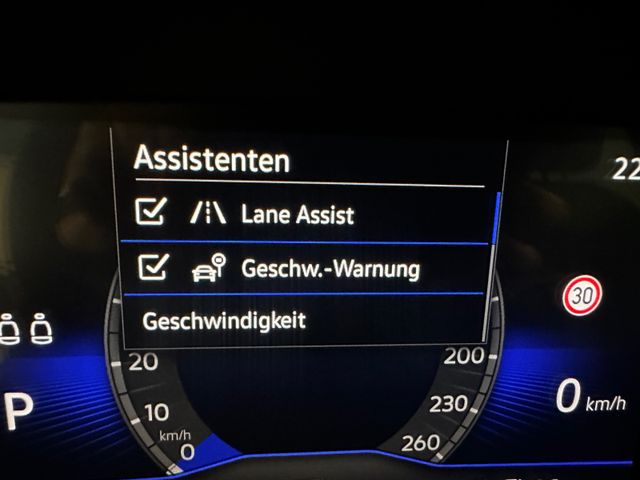 Assistenten
22
Lane Assist
Geschw.-Warnung
30
Geschwindigkeit
20
200
P
10
230
0 km/h
km/h
0
260